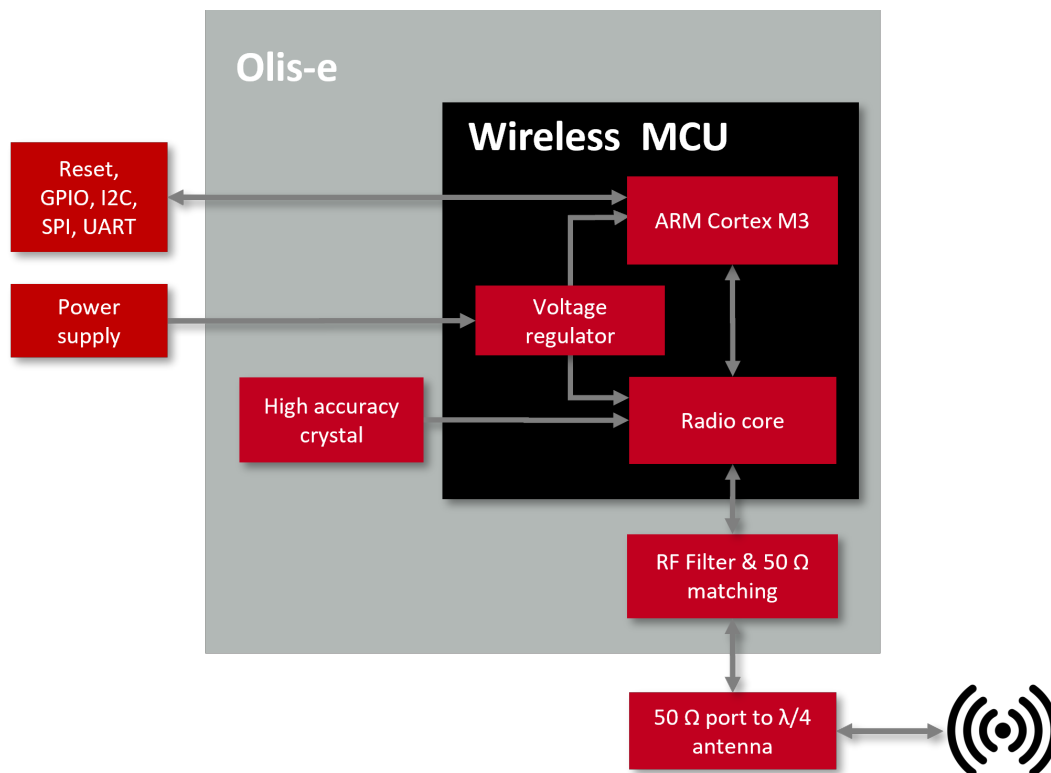 Olis-e
Wireless MCU
Reset,
GPIO, I2C,
SPI, UART
ARM Cortex M3
Power
supply
Voltage
regulator
High accuracy
crystal
Radio core
RF Filter & 50 Ω
matching
50 Ω port to λ/4
antenna